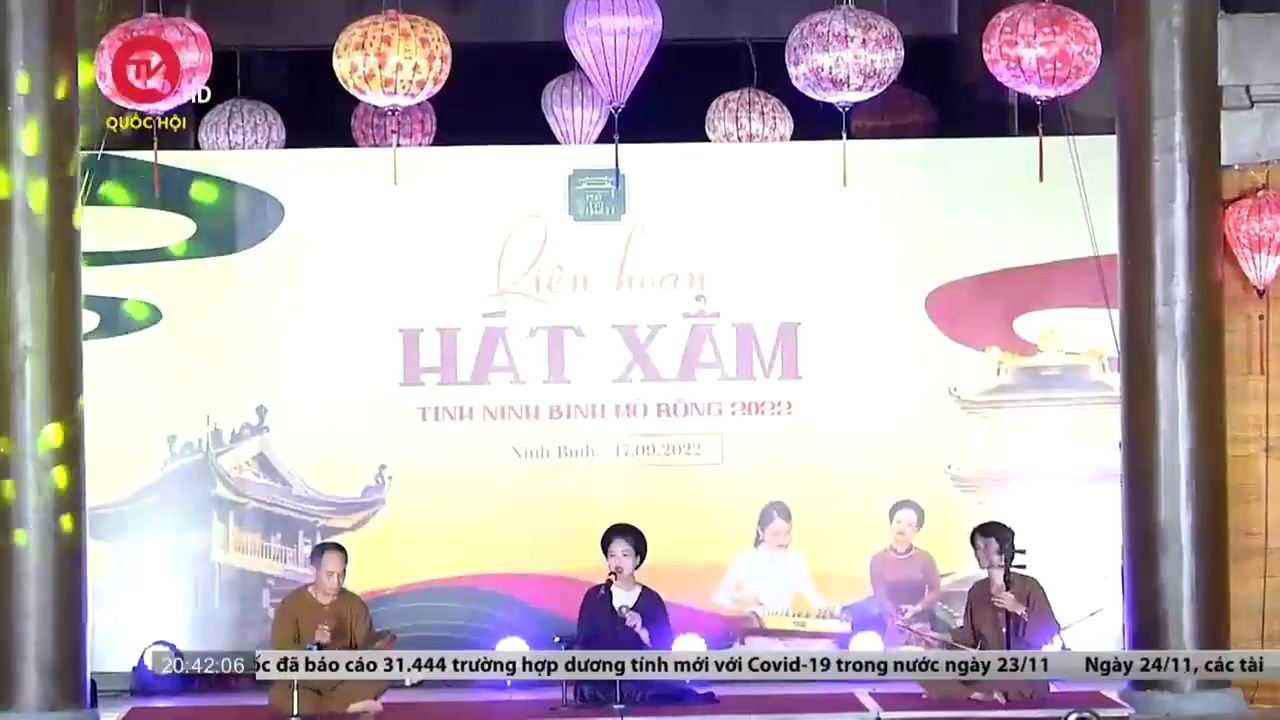 HD
QUỐC HỘI
Liên hoan
HÁT XẨM
TỈNH NINH BÌNH MỞ RỘNG 2022
Ninh Bình 17.09.2022
20:42:06 ốc đã báo cáo 31.444 trường hợp dương tính mới với Covid-19 trong nước ngày 23/11 Ngày 24/11, các tài